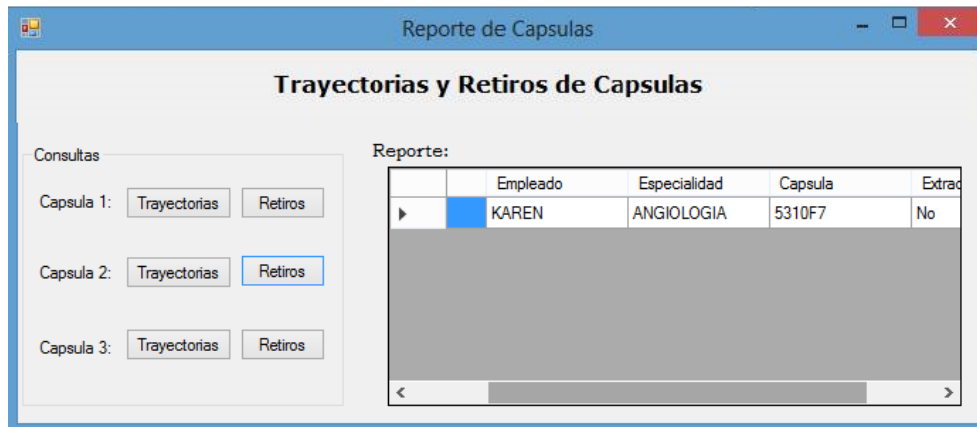 Reporte de Capsulas
Trayectorias y Retiros de Capsulas
Consultas
Capsula 1: Trayectorias Retiros
Capsula 2: Trayectorias Retiros
Capsula 3: Trayectorias Retiros
Reporte:
Empleado Especialidad Capsula Extrac
KAREN ANGIOLOGIA 5310F7 No